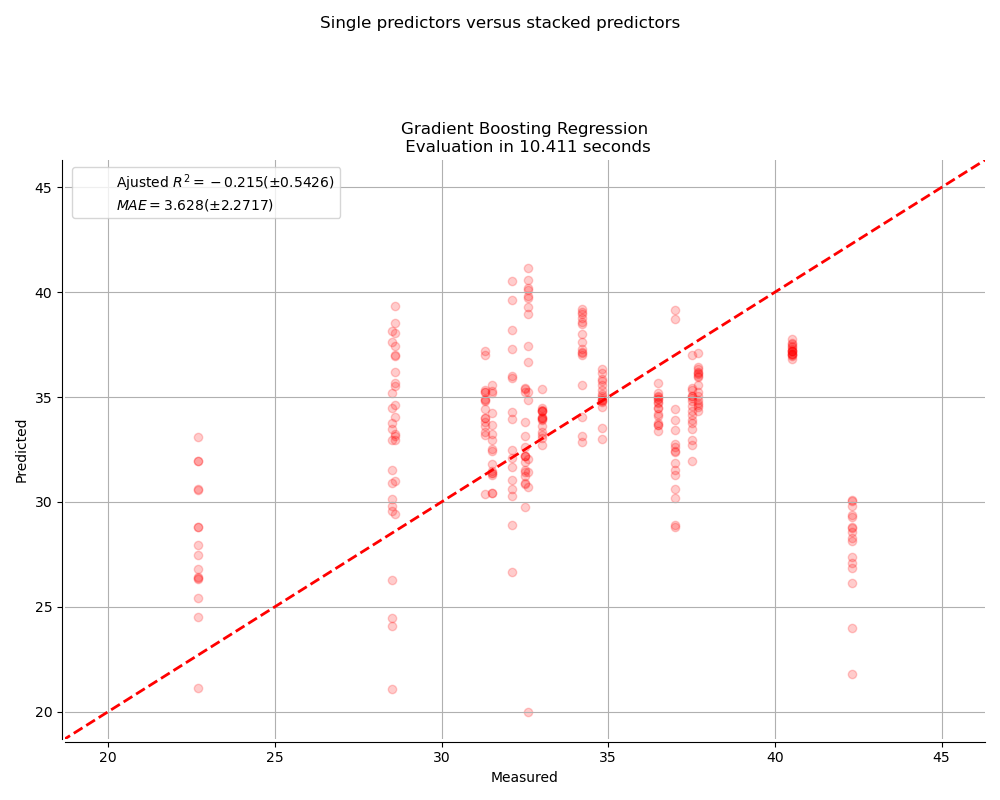 Single predictors versus stacked predictors
Gradient Boosting Regression
Evaluation in 10.411 seconds
Ajusted $R^2 = -0.215(\pm0.5426)$
$MAE = 3.628(\pm2.2717)$
45
40
35
30
25
20
Predicted
20 25 30 35 40 45
Measured